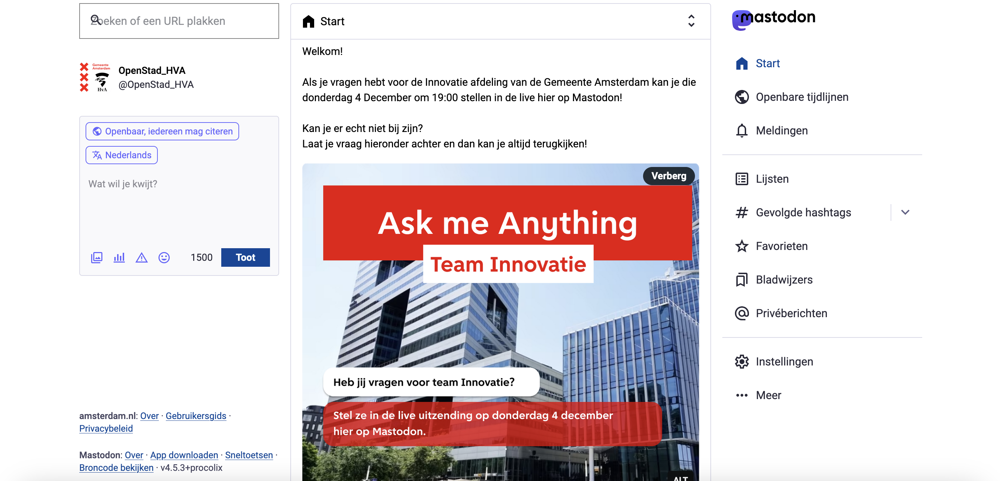 Zoeken of een URL plakken
Gemeente
Amsterdam
HvA
OpenStad_HVA
@OpenStad_HVA
Openbaar, iedereen mag citeren
Nederlands
Wat wil je kwijt?
1500
Toot
amsterdam.nl: Over · Gebruikersgids ·
Privacybeleid
Mastodon: Over · App downloaden · Sneltoetsen ·
Broncode bekijken · v4.5.3+procolix
Start
Welkom!
Als je vragen hebt voor de Innovatie afdeling van de Gemeente Amsterdam kan je die
donderdag 4 December om 19:00 stellen in de live hier op Mastodon!
Kan je er echt niet bij zijn?
Laat je vraag hieronder achter en dan kan je altijd terugkijken!
Verberg
Ask me Anything
Team Innovatie
Heb jij vragen voor team Innovatie?
Stel ze in de live uitzending op donderdag 4 december
hier op Mastodon.
ALT
mastodon
Start
Openbare tijdlijnen
Meldingen
Lijsten
Gevolgde hashtags
Favorieten
Bladwijzers
Privéberichten
Instellingen
Meer